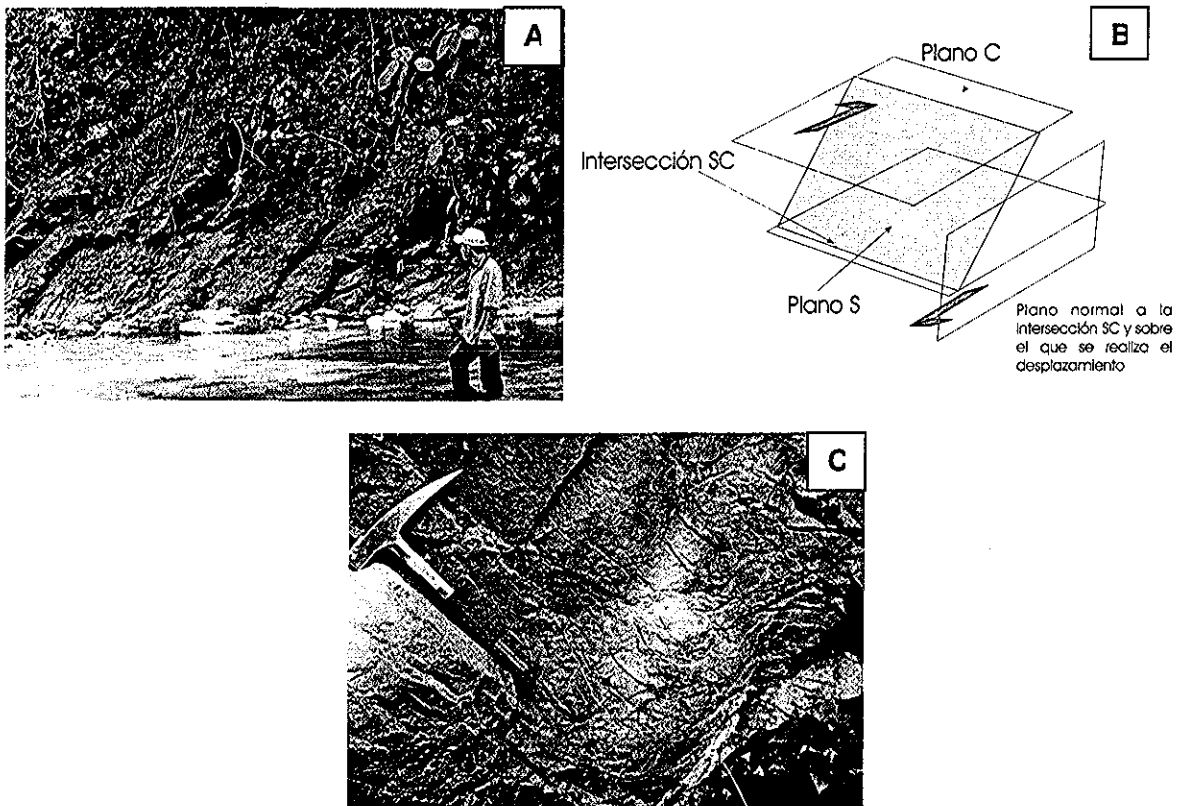 A
B
Plano C
Intersección SC
Plano S
Plano normal a la
intersección SC y sobre
el que se realiza el
desplazamiento
C